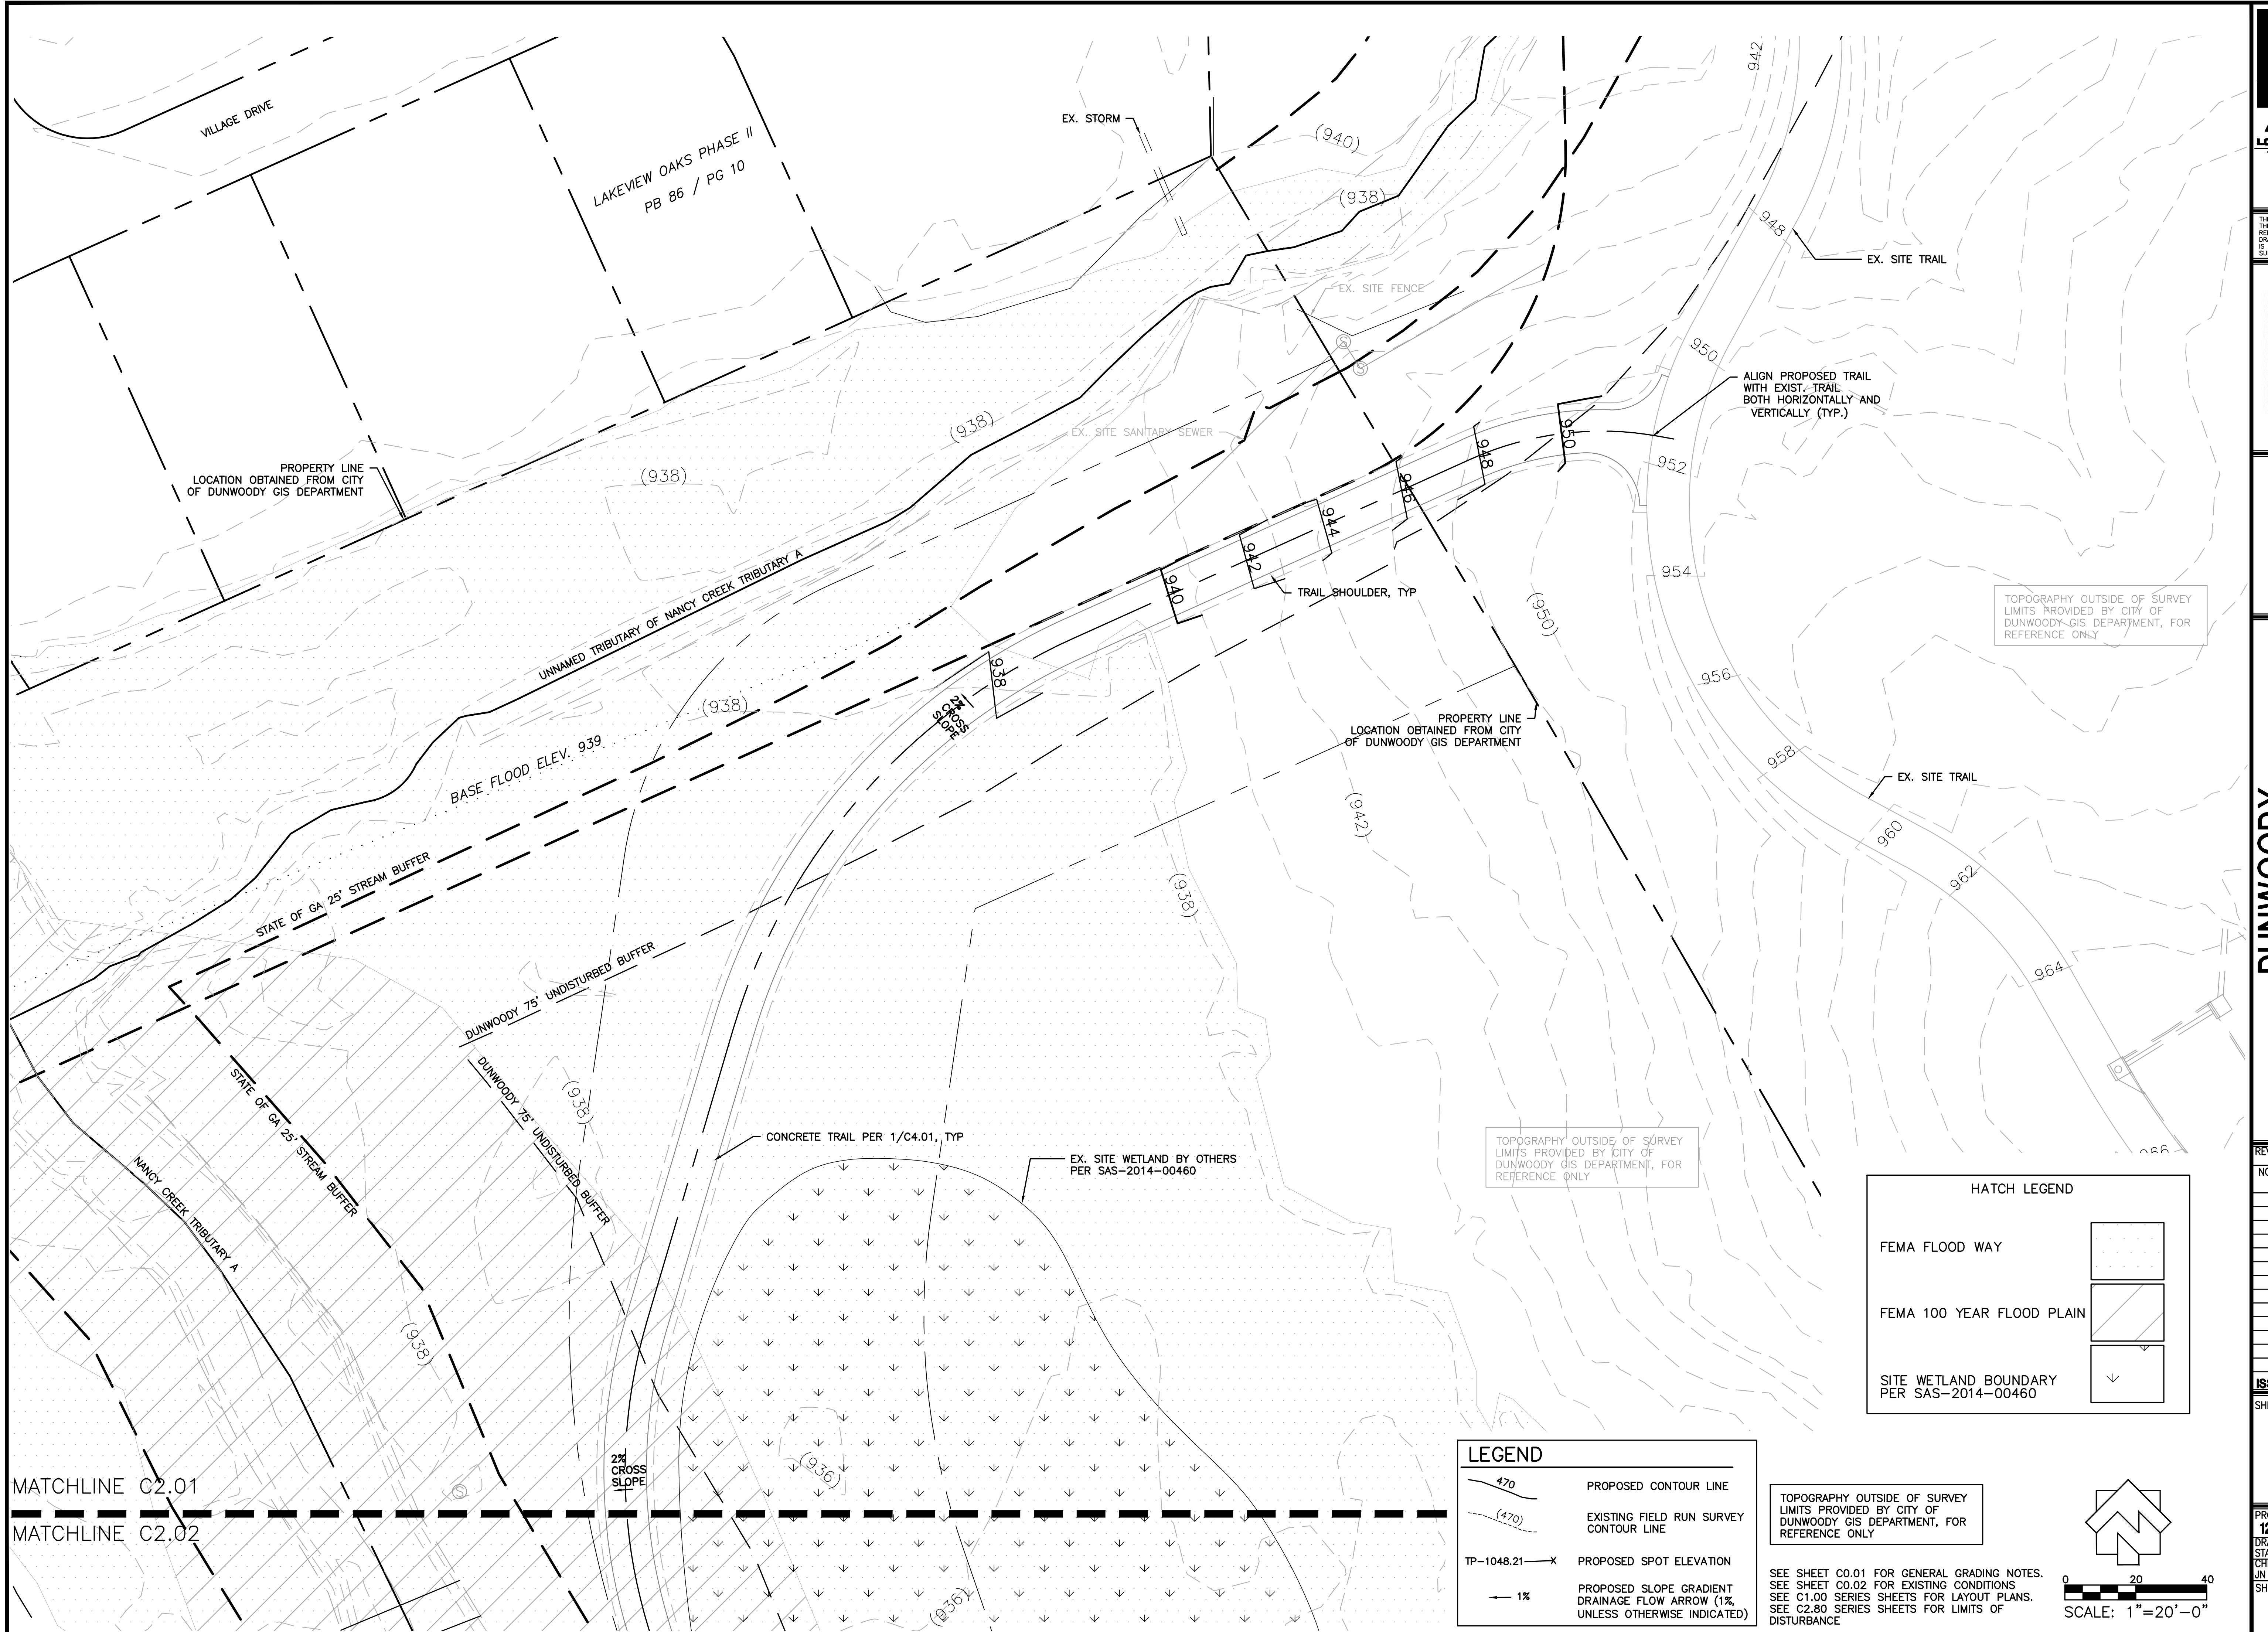 VILLAGE DRIVE
LAKEVIEW OAKS PHASE II
PB 86 / PG 10
EX. STORM
(940)
(938)
942
948
EX. SITE TRAIL
EX. SITE FENCE
S
S
950
ALIGN PROPOSED TRAIL
WITH EXIST. TRAIL
BOTH HORIZONTALLY AND
VERTICALLY (TYP.)
(938)
EX. SITE SANITARY SEWER
950
948
946
944
942
940
938
952
PROPERTY LINE
LOCATION OBTAINED FROM CITY
OF DUNWOODY GIS DEPARTMENT
(938)
UNNAMED TRIBUTARY OF NANCY CREEK TRIBUTARY A
TRAIL SHOULDER, TYP
(950)
954
TOPOGRAPHY OUTSIDE OF SURVEY
LIMITS PROVIDED BY CITY OF
DUNWOODY GIS DEPARTMENT, FOR
REFERENCE ONLY
956
(938)
2%
CROSS
SLOPE
PROPERTY LINE
LOCATION OBTAINED FROM CITY
OF DUNWOODY GIS DEPARTMENT
BASE FLOOD ELEV. 939
958
EX. SITE TRAIL
(942)
960
962
STATE OF GA 25' STREAM BUFFER
(938)
964
DUNWOODY 75' UNDISTURBED BUFFER
DUNWOODY 75' UNDISTURBED BUFFER
(938)
STATE OF GA 25' STREAM BUFFER
NANCY CREEK TRIBUTARY A
CONCRETE TRAIL PER 1/C4.01, TYP
EX. SITE WETLAND BY OTHERS
PER SAS-2014-00460
TOPOGRAPHY OUTSIDE OF SURVEY
LIMITS PROVIDED BY CITY OF
DUNWOODY GIS DEPARTMENT, FOR
REFERENCE ONLY
966
(938)
HATCH LEGEND
FEMA FLOOD WAY
FEMA 100 YEAR FLOOD PLAIN
SITE WETLAND BOUNDARY
PER SAS-2014-00460
2%
CROSS
SLOPE
(936)
S
MATCHLINE C2.01
MATCHLINE C2.02
(936)
LEGEND
470
PROPOSED CONTOUR LINE
(470)
EXISTING FIELD RUN SURVEY
CONTOUR LINE
TP-1048.21 X PROPOSED SPOT ELEVATION
1%
PROPOSED SLOPE GRADIENT
DRAINAGE FLOW ARROW (1%,
UNLESS OTHERWISE INDICATED)
TOPOGRAPHY OUTSIDE OF SURVEY
LIMITS PROVIDED BY CITY OF
DUNWOODY GIS DEPARTMENT, FOR
REFERENCE ONLY
SEE SHEET C0.01 FOR GENERAL GRADING NOTES.
SEE SHEET C0.02 FOR EXISTING CONDITIONS
SEE C1.00 SERIES SHEETS FOR LAYOUT PLANS.
SEE C2.80 SERIES SHEETS FOR LIMITS OF
DISTURBANCE
N
0 20 40
SCALE: 1"=20'-0"
DUNWOODY